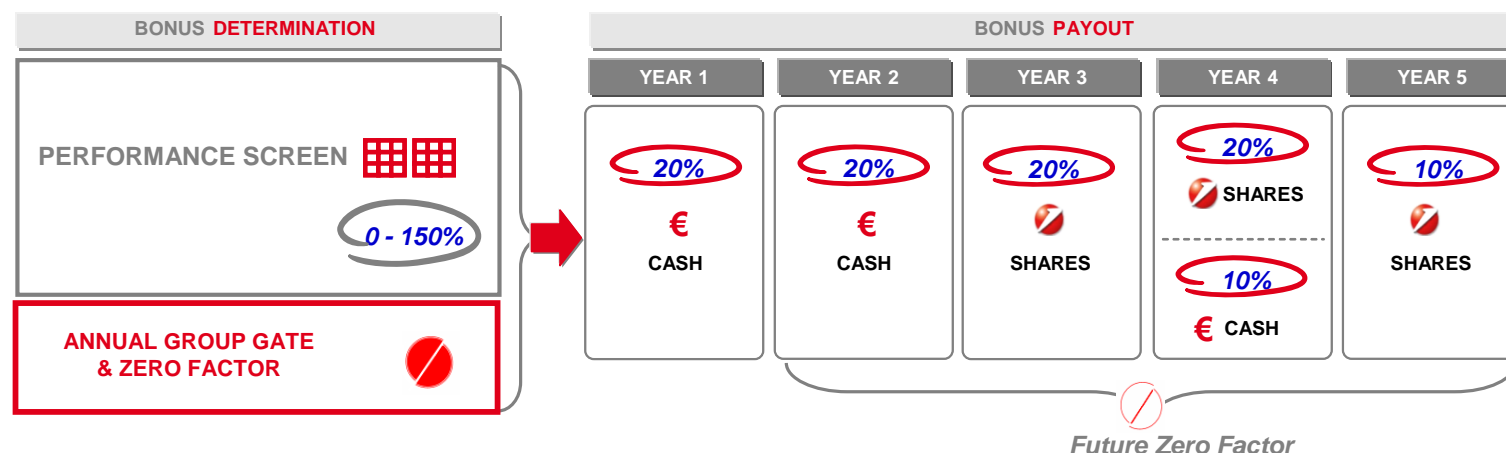 BONUS DETERMINATION
PERFORMANCE SCREEN
0 - 150%
ANNUAL GROUP GATE
& ZERO FACTOR
BONUS PAYOUT
YEAR 1
20%
€
CASH
YEAR 2
20%
€
CASH
YEAR 3
20%
SHARES
YEAR 4
20%
SHARES
10%
€ CASH
YEAR 5
10%
SHARES
Future Zero Factor